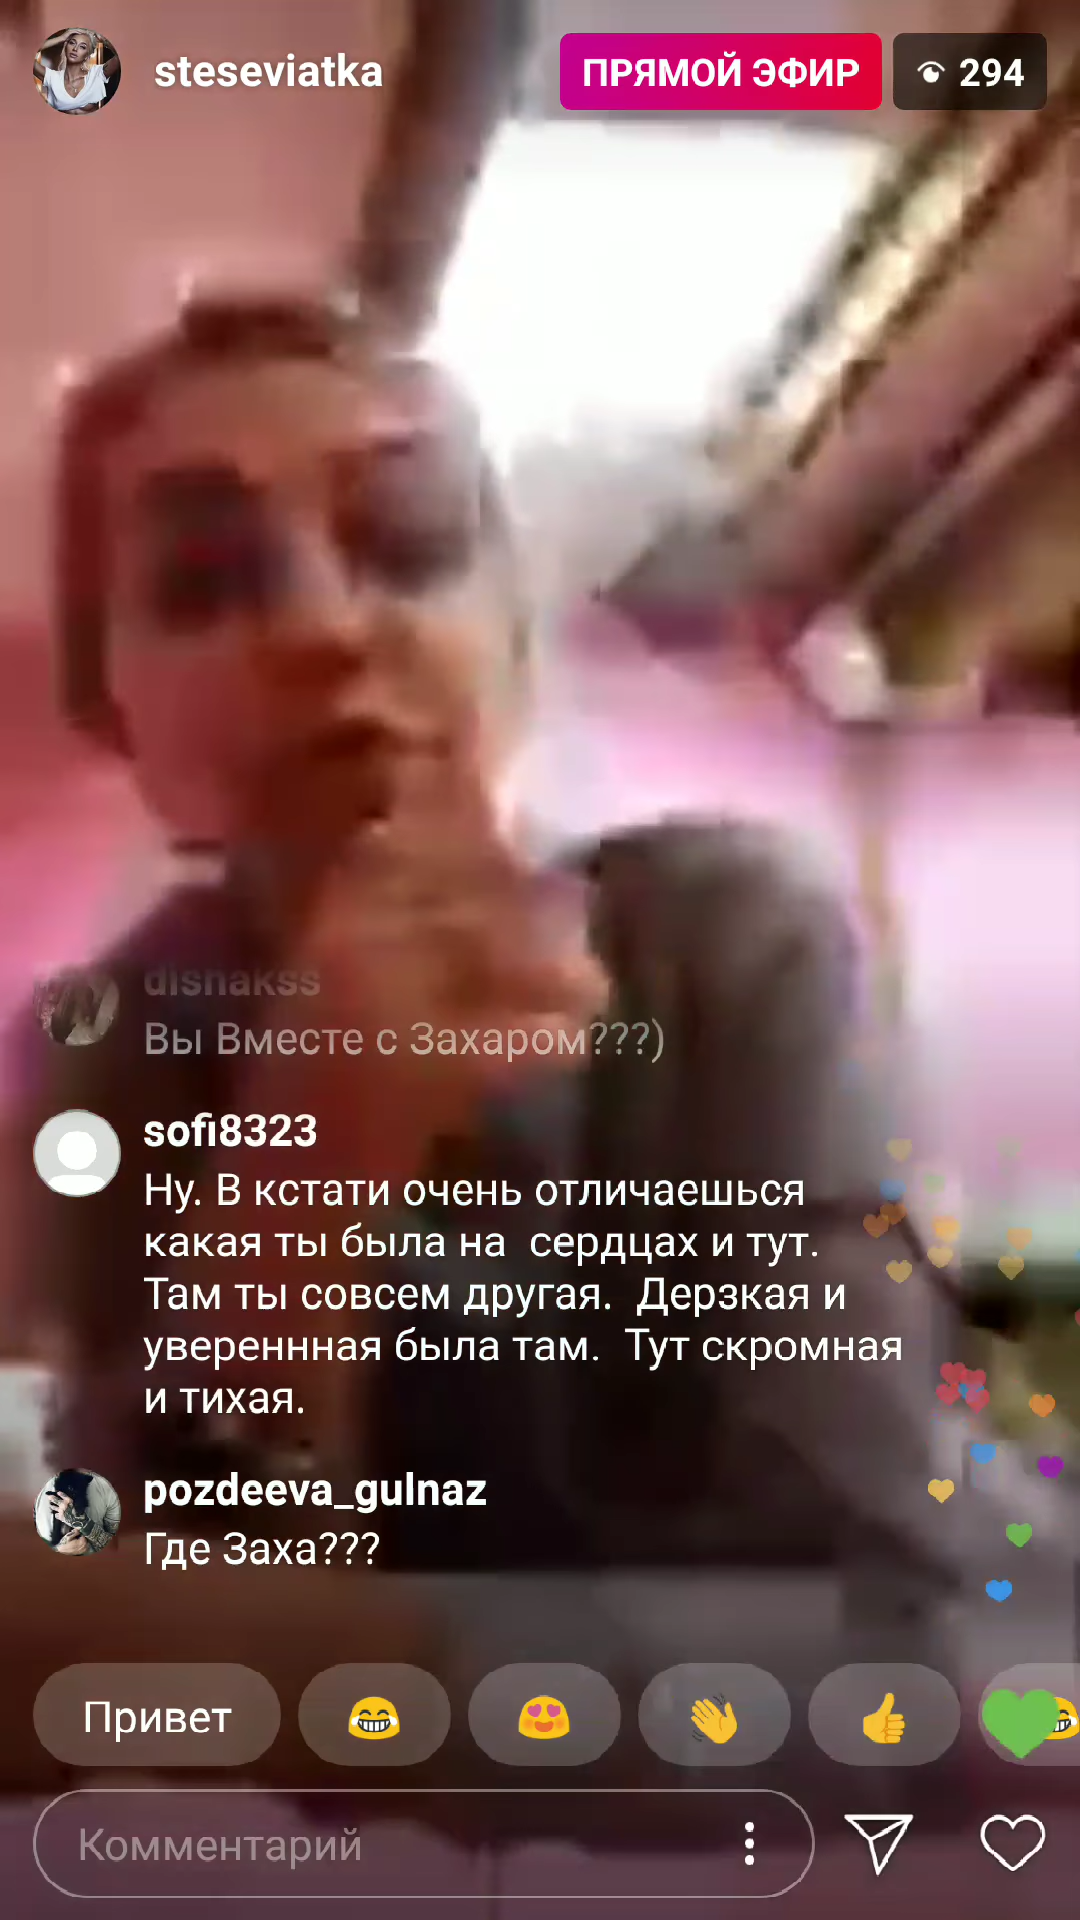 steseviatka
ПРЯМОЙ ЭФИР
294
dishakss
Вы Вместе с Захаром???)
sofi8323
Ну. В кстати очень отличаешься
какая ты была на сердцах и тут.
Там ты совсем другая. Дерзкая и
увереннная была там. Тут скромная
и тихая.
pozdeeva_gulnaz
Где Заха???
Привет
Комментарий